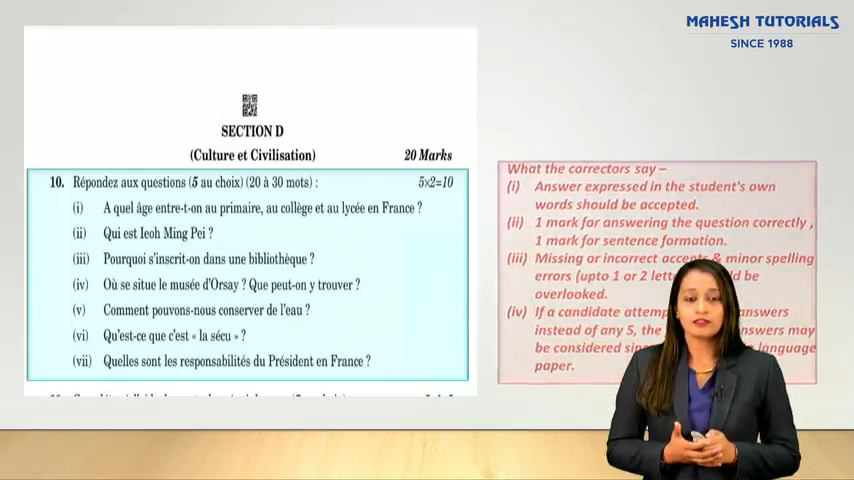 MAHESH TUTORIALS
SINCE 1988
SECTION D
(Culture et Civilisation) 20 Marks
10. Répondez aux questions (5 au choix) (20 à 30 mots) : 5×2=10
(i) A quel âge entre-t-on au primaire, au collège et au lycée en France ?
(ii) Qui est Ieoh Ming Pei ?
(iii) Pourquoi s'inscrit-on dans une bibliothèque ?
(iv) Où se situe le musée d'Orsay ? Que peut-on y trouver ?
(v) Comment pouvons-nous conserver de l'eau ?
(vi) Qu'est-ce que c'est « la sécu » ?
(vii) Quelles sont les responsabilités du Président en France ?
What the correctors say –
(i) Answer expressed in the student's own
words should be accepted.
(ii) 1 mark for answering the question correctly ,
1 mark for sentence formation.
(iii) Missing or incorrect accents & minor spelling
errors (upto 1 or 2 be
overlooked.
(iv) If a candidate answers
instead of any 5, the answers may
be considered language
paper.